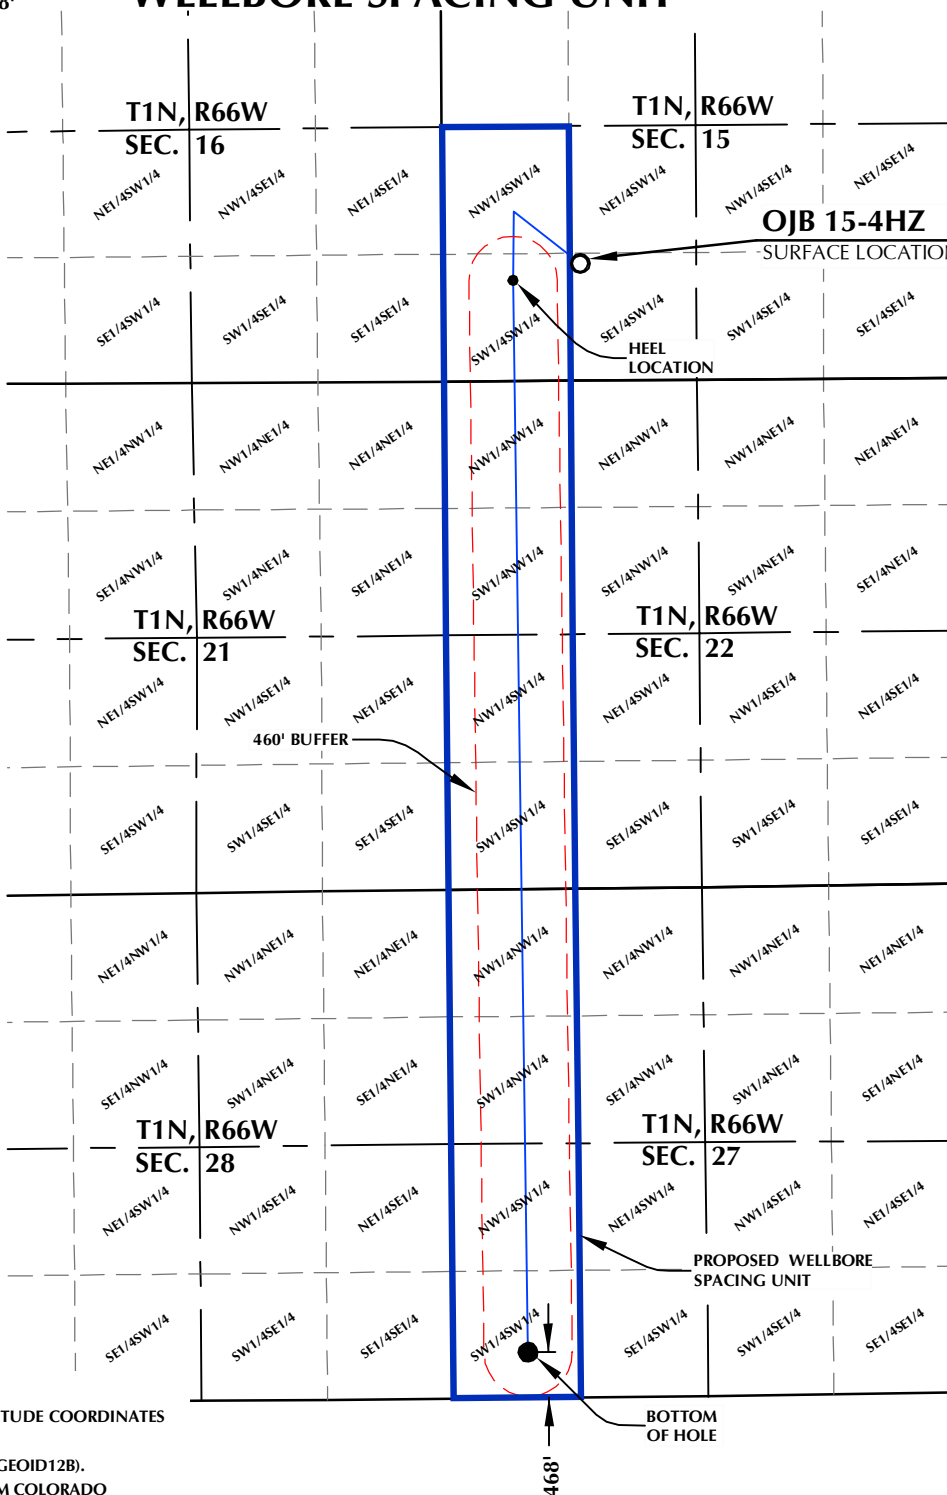 WELLBORE SPACING UNIT
T1N, R66W
SEC. 16
T1N, R66W
SEC. 15
NE1/4SW1/4
NW1/4SE1/4
NE1/4SE1/4
NW1/4SW1/4
NE1/4SW1/4
NW1/4SE1/4
NE1/4SE1/4
OJB 15-4HZ
SURFACE LOCATION
SE1/4SW1/4
SW1/4SE1/4
SE1/4SE1/4
SW1/4SW1/4
SE1/4SW1/4
SW1/4SE1/4
SE1/4SE1/4
HEEL
LOCATION
NE1/4NW1/4
NW1/4NE1/4
NE1/4NE1/4
NW1/4NW1/4
NE1/4NW1/4
NW1/4NE1/4
NE1/4NE1/4
SE1/4NW1/4
SW1/4NE1/4
SE1/4NE1/4
SW1/4NW1/4
SE1/4NW1/4
SW1/4NE1/4
SE1/4NE1/4
T1N, R66W
SEC. 21
T1N, R66W
SEC. 22
NE1/4SW1/4
NW1/4SE1/4
NE1/4SE1/4
NW1/4SW1/4
NE1/4SW1/4
NW1/4SE1/4
NE1/4SE1/4
460' BUFFER
SE1/4SW1/4
SW1/4SE1/4
SE1/4SE1/4
SW1/4SW1/4
SE1/4SW1/4
SW1/4SE1/4
SE1/4SE1/4
NE1/4NW1/4
NW1/4NE1/4
NE1/4NE1/4
NW1/4NW1/4
NE1/4NW1/4
NW1/4NE1/4
NE1/4NE1/4
SE1/4NW1/4
SW1/4NE1/4
SE1/4NE1/4
SW1/4NW1/4
SE1/4NW1/4
SW1/4NE1/4
SE1/4NE1/4
T1N, R66W
SEC. 28
T1N, R66W
SEC. 27
NE1/4SW1/4
NW1/4SE1/4
NE1/4SE1/4
NW1/4SW1/4
NE1/4SW1/4
NW1/4SE1/4
NE1/4SE1/4
PROPOSED WELLBORE
SPACING UNIT
SE1/4SW1/4
SW1/4SE1/4
SE1/4SE1/4
SW1/4SW1/4
SE1/4SW1/4
SW1/4SE1/4
SE1/4SE1/4
BOTTOM
OF HOLE
468'
TUDE COORDINATES
GEOID12B).
M COLORADO